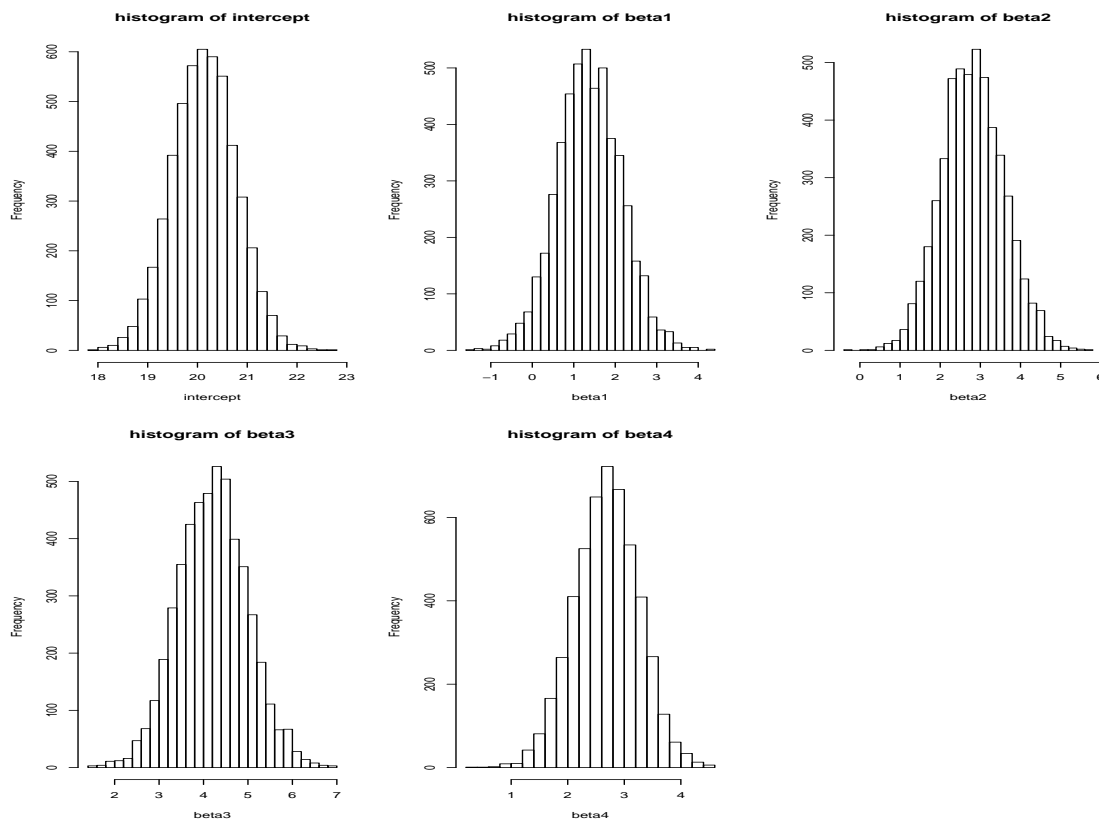 histogram of intercept
Frequency
0 100 200 300 400 500 600
18 19 20 21 22 23
intercept
histogram of beta1
Frequency
0 100 200 300 400 500
−1 0 1 2 3 4
beta1
histogram of beta2
Frequency
0 100 200 300 400 500
0 1 2 3 4 5 6
beta2
histogram of beta3
Frequency
0 100 200 300 400 500
2 3 4 5 6 7
beta3
histogram of beta4
Frequency
0 200 400 600
1 2 3 4
beta4